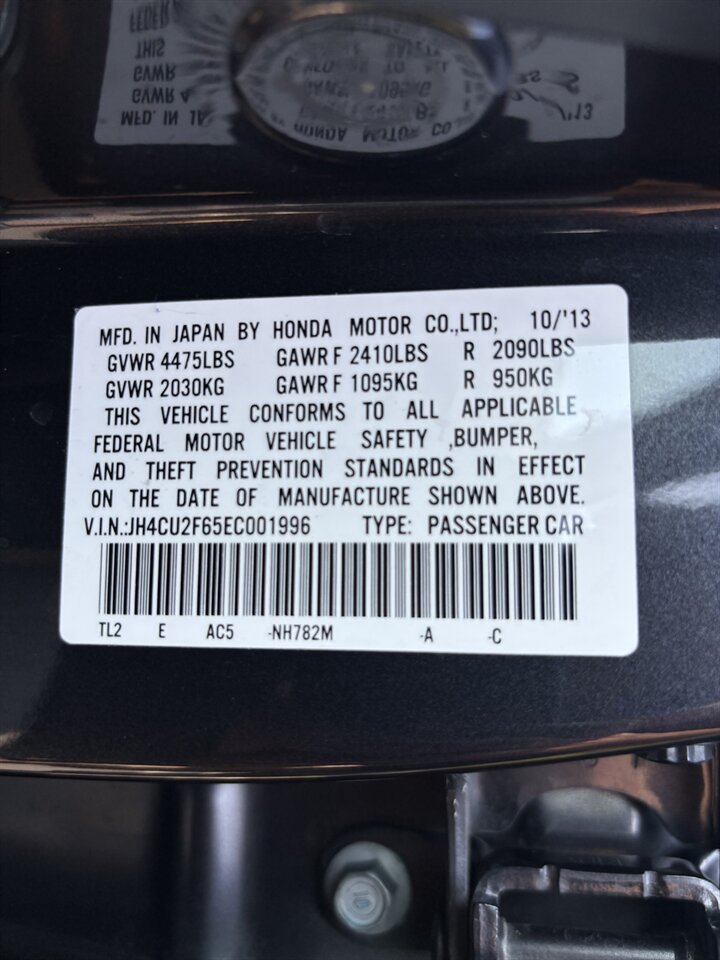 MFD. IN JAPAN BY HONDA MOTOR CO.,LTD; 10/'13
GVWR 4475LBS GAWR F 2410LBS R 2090LBS
GVWR 2030KG GAWR F 1095KG R 950KG
THIS VEHICLE CONFORMS TO ALL APPLICABLE
FEDERAL MOTOR VEHICLE SAFETY ,BUMPER,
AND THEFT PREVENTION STANDARDS IN EFFECT
ON THE DATE OF MANUFACTURE SHOWN ABOVE.
V.I.N.:JH4CU2F65EC001996 TYPE: PASSENGER CAR
TL2 E AC5 -NH782M -A -C